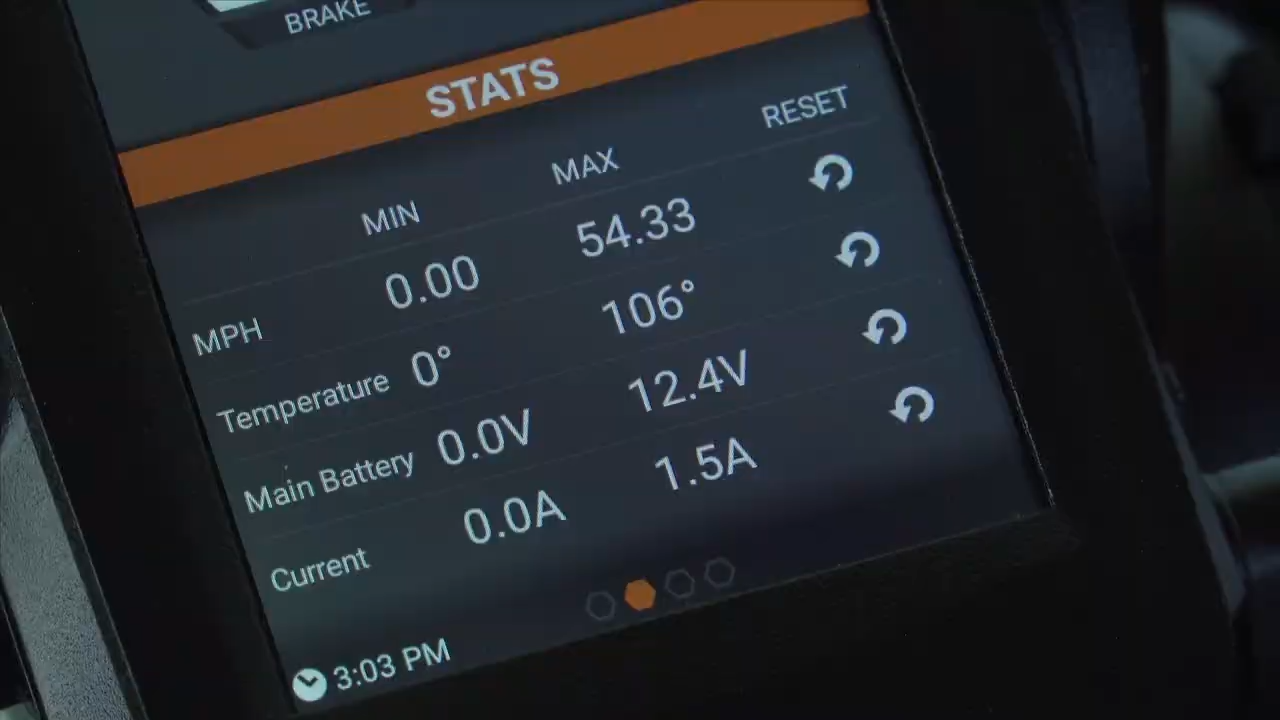 BRAKE
STATS
MIN MAX RESET
MPH 0.00 54.33
Temperature 0° 106°
Main Battery 0.0V 12.4V
Current 0.0A 1.5A
3:03 PM